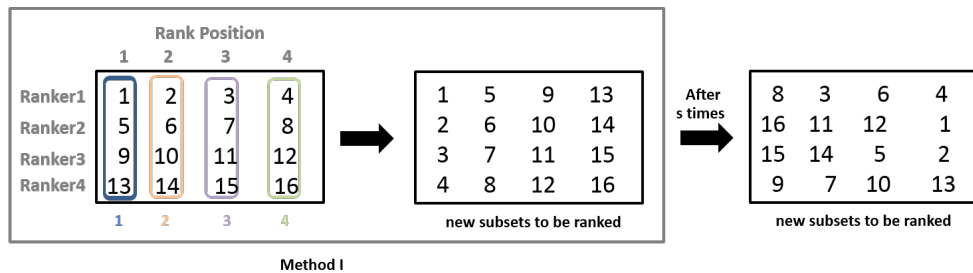 Rank Position
1 2 3 4
Ranker1 1 2 3 4
Ranker2 5 6 7 8
Ranker3 9 10 11 12
Ranker4 13 14 15 16
1 2 3 4
1 5 9 13
2 6 10 14
3 7 11 15
4 8 12 16
new subsets to be ranked
After
s times
8 3 6 4
16 11 12 1
15 14 5 2
9 7 10 13
new subsets to be ranked
Method I